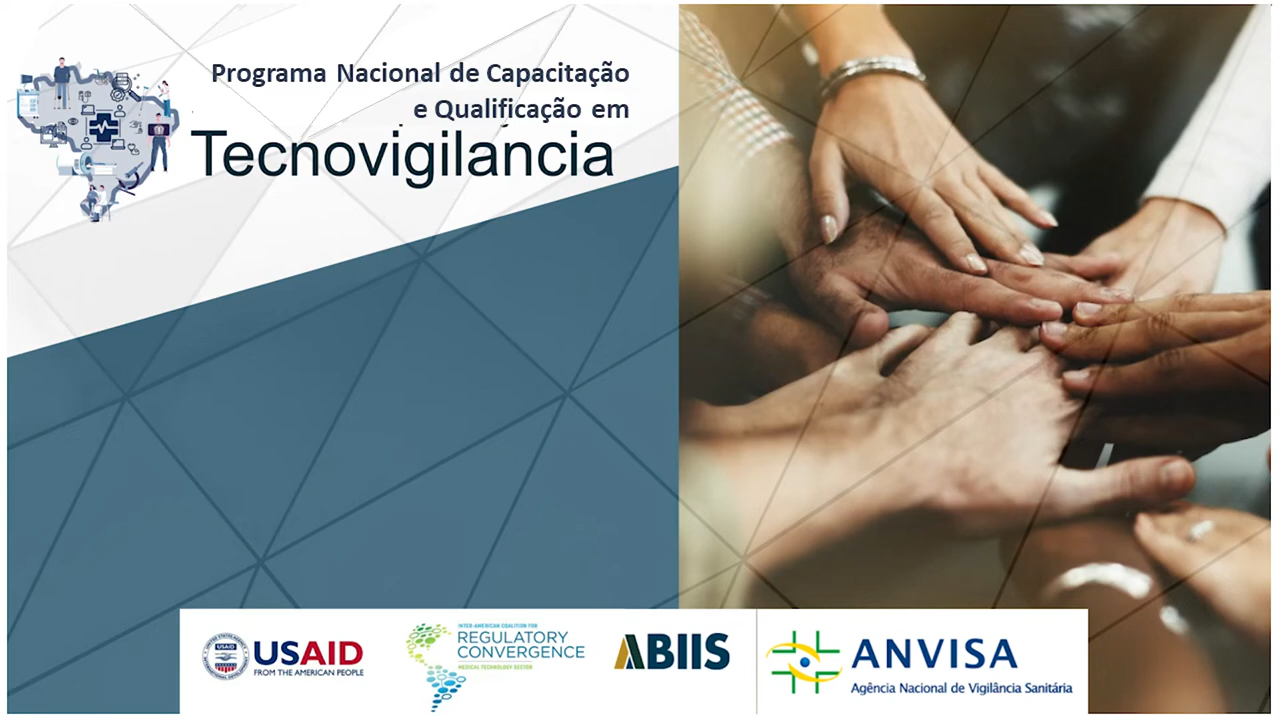 Programa Nacional de Capacitação
e Qualificação em
Tecnovigilância
USAID
FROM THE AMERICAN PEOPLE
INTER-AMERICAN COALITION FOR
REGULATORY
CONVERGENCE
MEDICAL TECHNOLOGY SECTOR
ABIIS
ANVISA
Agência Nacional de Vigilância Sanitária